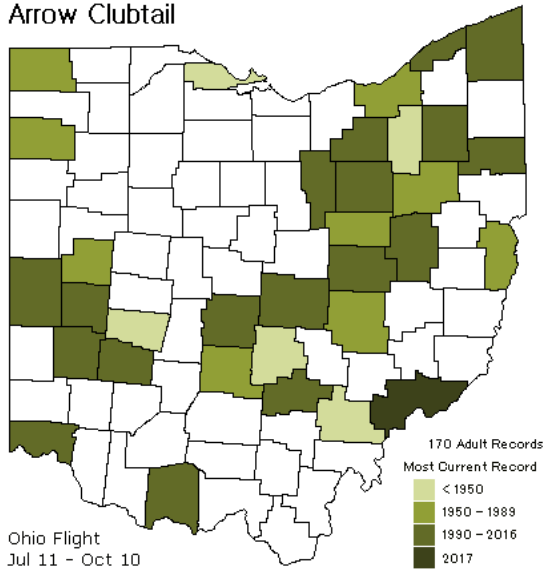 Arrow Clubtail
170 Adult Records
Most Current Record
< 1950
1950 - 1989
1990 - 2016
2017
Ohio Flight
Jul 11 - Oct 10